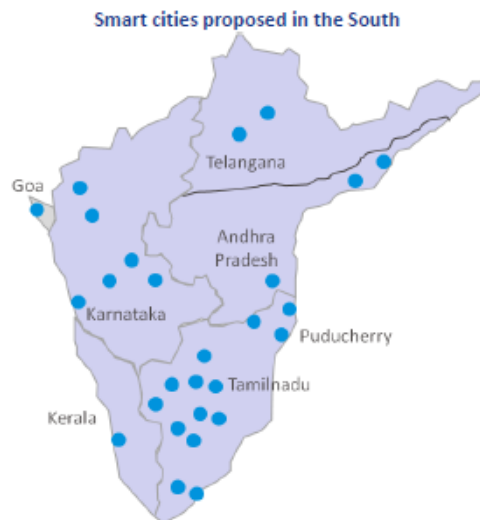 Smart cities proposed in the South
Telangana
Goa
Andhra
Pradesh
Karnataka
Puducherry
Tamilnadu
Kerala